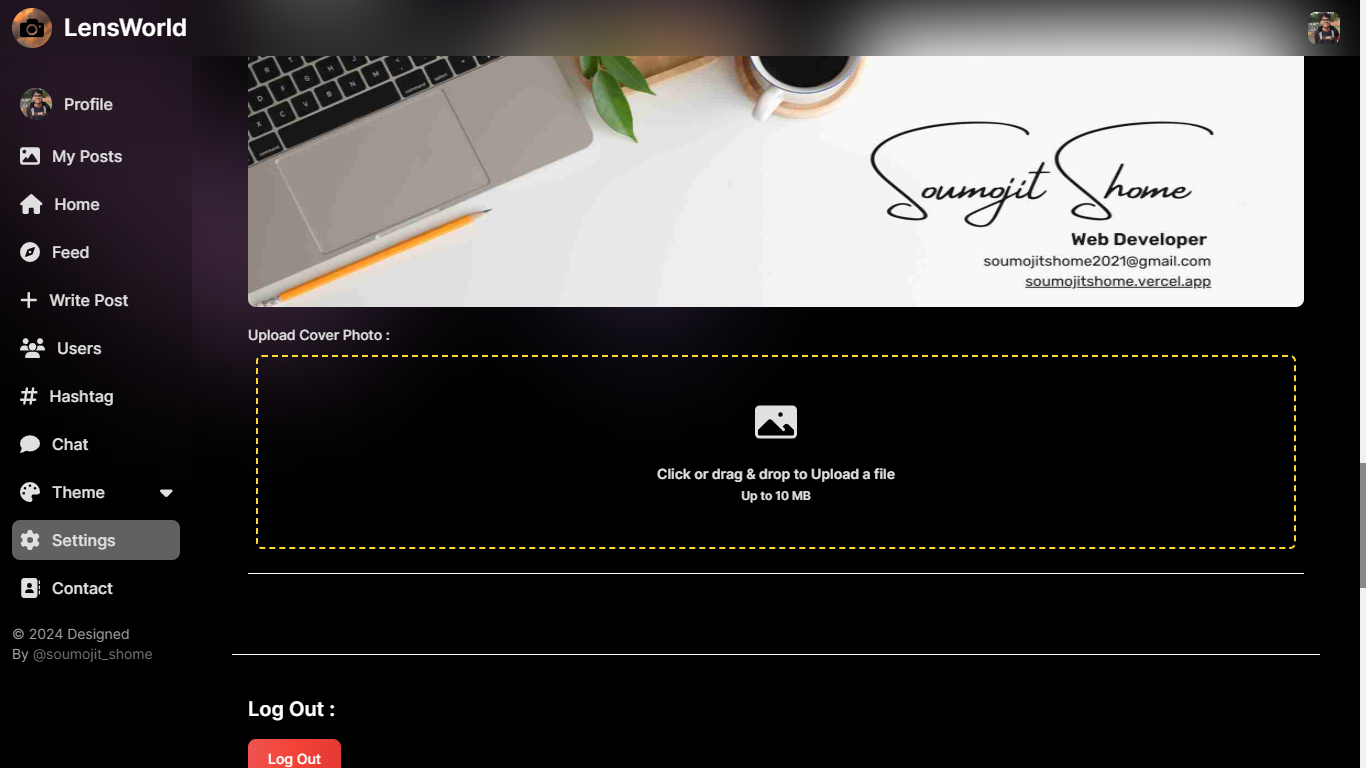 LensWorld
Profile
My Posts
Home
Feed
Write Post
Users
Hashtag
Chat
Theme
Settings
Contact
© 2024 Designed
By @soumojit_shome
Soumojit Shome
Web Developer
soumojitshome2021@gmail.com
soumojitshome.vercel.app
Upload Cover Photo :
Click or drag & drop to Upload a file
Up to 10 MB
Log Out :
Log Out